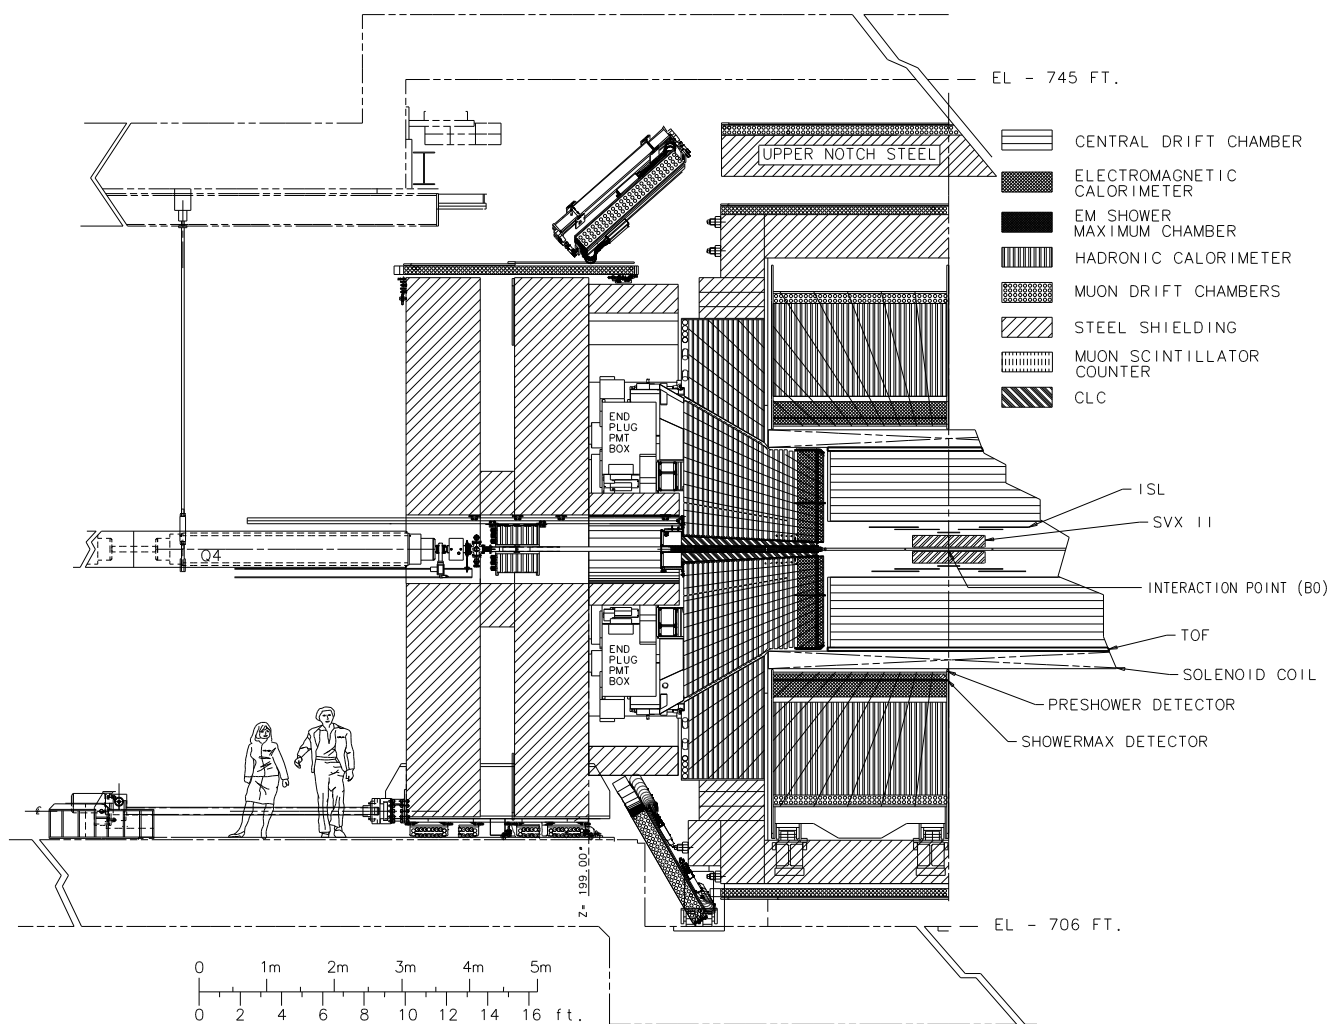 EL - 745 FT.
UPPER NOTCH STEEL
CENTRAL DRIFT CHAMBER
ELECTROMAGNETIC
CALORIMETER
EM SHOWER
MAXIMUM CHAMBER
HADRONIC CALORIMETER
MUON DRIFT CHAMBERS
STEEL SHIELDING
MUON SCINTILLATOR
COUNTER
CLC
END
PLUG
PMT
BOX
ISL
SVX II
Q4
INTERACTION POINT (B0)
TOF
END
PLUG
PMT
BOX
SOLENOID COIL
PRESHOWER DETECTOR
SHOWERMAX DETECTOR
Z= 199.00"
EL - 706 FT.
0 1m 2m 3m 4m 5m
0 2 4 6 8 10 12 14 16 ft.